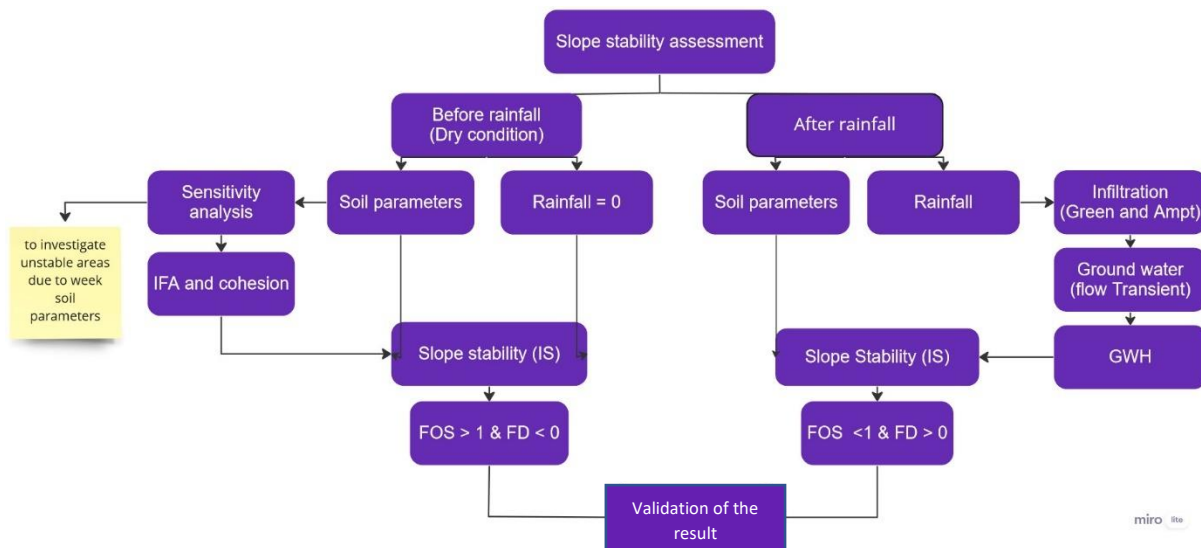 Slope stability assessment
Before rainfall
(Dry condition)
After rainfall
Sensitivity
analysis
Soil parameters
Rainfall = 0
Soil parameters
Rainfall
Infiltration
(Green and Ampt)
to investigate
unstable areas
due to week
soil
parameters
IFA and cohesion
Ground water
(flow Transient)
Slope stability (IS)
Slope Stability (IS)
GWH
FOS > 1 & FD < 0
FOS <1 & FD > 0
Validation of the
result
miro lite